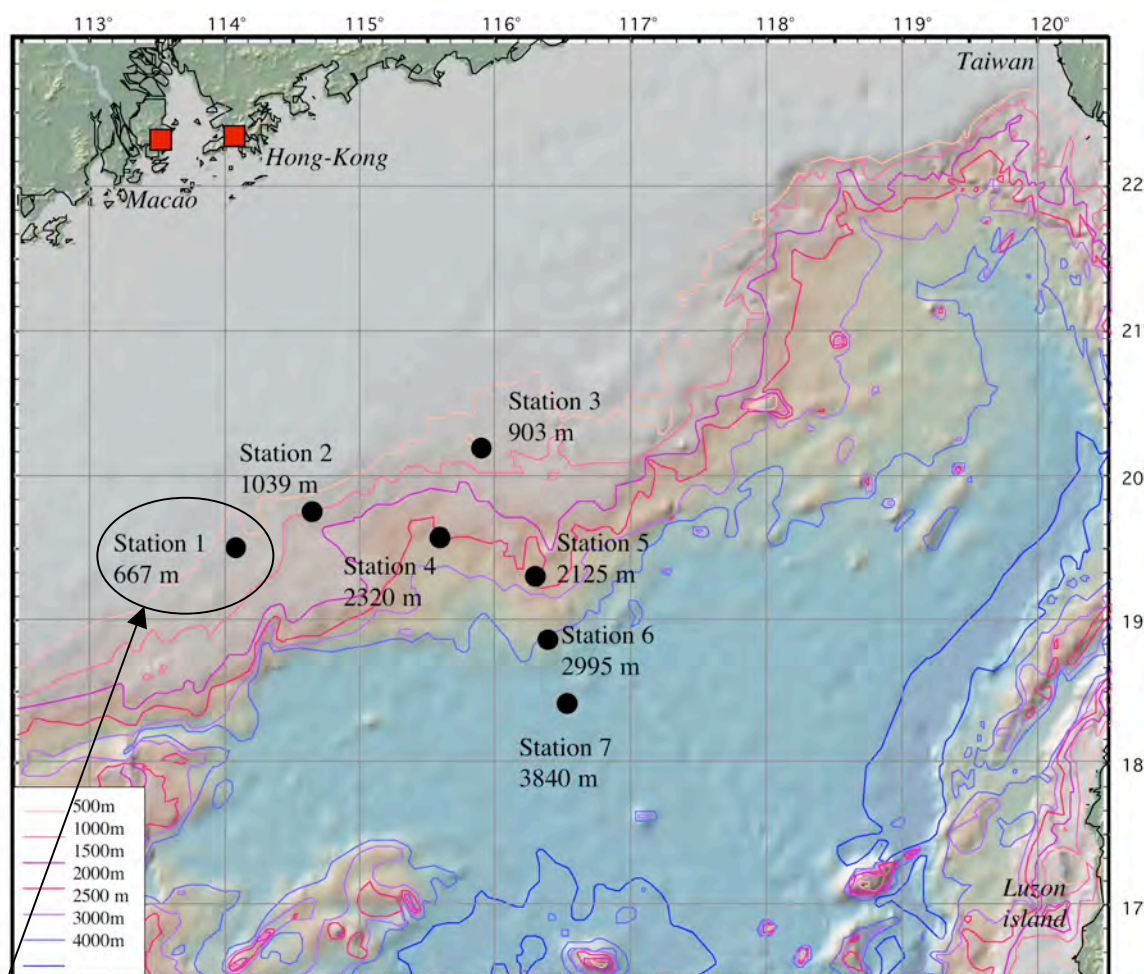 113° 114° 115° 116° 117° 118° 119° 120°
Taiwan
Hong-Kong
Macao
22
21
Station 3
903 m
Station 2
1039 m
20
Station 1
667 m
Station 5
2125 m
Station 4
2320 m
19
Station 6
2995 m
Station 7
3840 m
18
500m
1000m
1500m
2000m
2500 m
3000m
4000m
Luzon
island
17